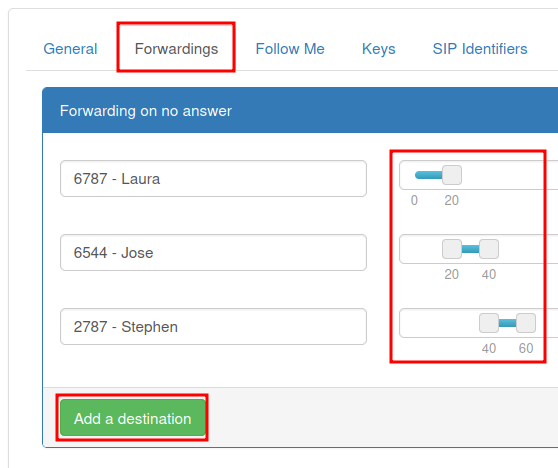 General Forwardings Follow Me Keys SIP Identifiers
Forwarding on no answer
6787 - Laura
0 20
6544 - Jose
20 40
2787 - Stephen
40 60
Add a destination